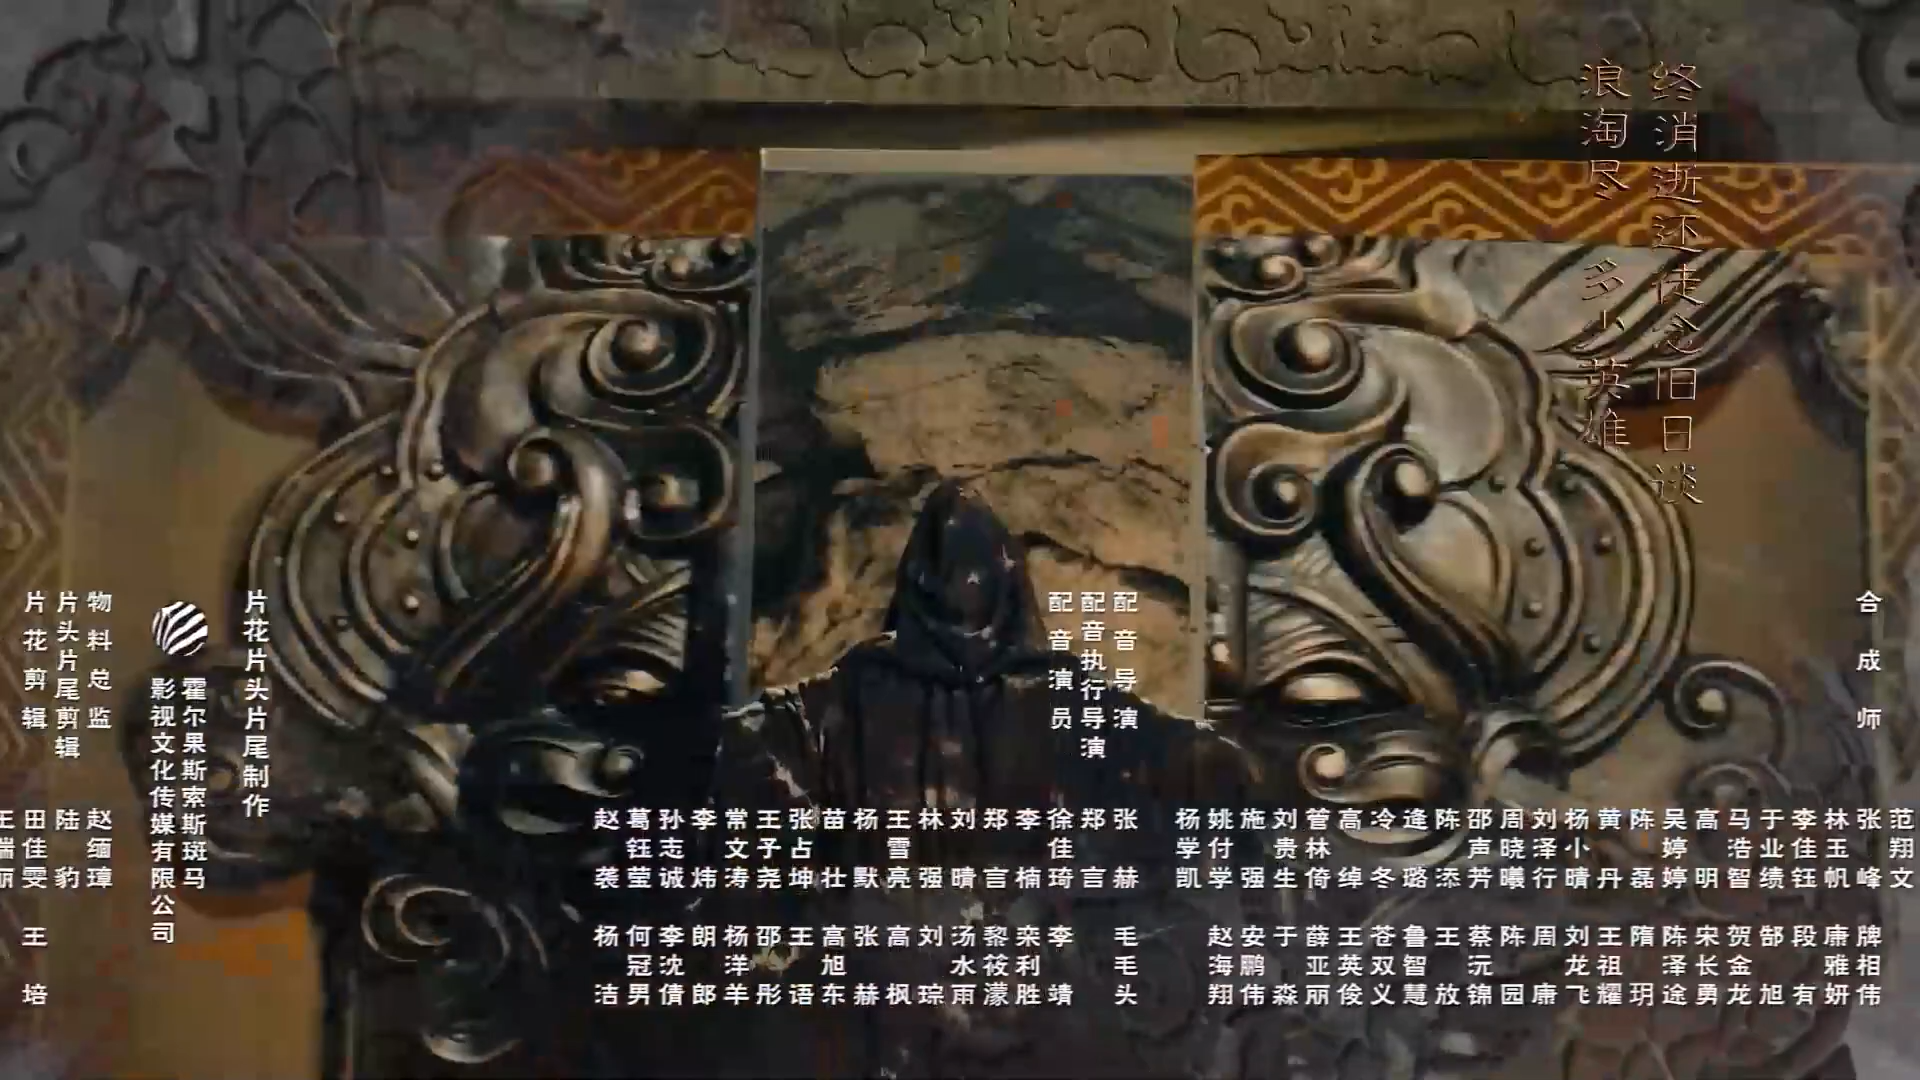 终消逝还徒念旧日谈
浪淘尽 多少英雄
合成师
范翔文
张峰 牌相伟
林玉帆 康雅妍
李佳钰 段有
于业绩 郜旭
马浩智 贺金龙
高明 宋长勇
吴婷婷 陈泽途
陈磊 隋玥
黄丹 王祖耀
杨小晴 刘龙飞
刘泽行 周康
周晓曦 陈园
邵声芳 蔡沅锦
陈添 王放
逄璐 鲁智慧
冷冬 苍双义
高绰 王英俊
管林倚 薛亚丽
刘贵生 于淼
施强 安鹏伟
姚付学 赵海翔
杨学凯
配音导演
张赫 毛毛头
配音执行导演
郑言
配音演员
徐佳琦 李靖
李楠 栾利胜
郑言 黎筱濛
刘晴 汤水雨
林强 刘琮
王雪亮 高枫
杨默 张赫
苗壮 高旭东
张占坤 王语
王子尧 邵彤
常文涛 杨洋羊
李炜 朗郎
孙志诚 李沈倩
葛钰莹 何冠男
赵袭 杨洁
片花片头片尾制作
霍尔果斯索斯斑马
影视文化传媒有限公司
物料总监
赵缅璋
片头片尾剪辑
陆豹
片花剪辑
田佳雯 王培